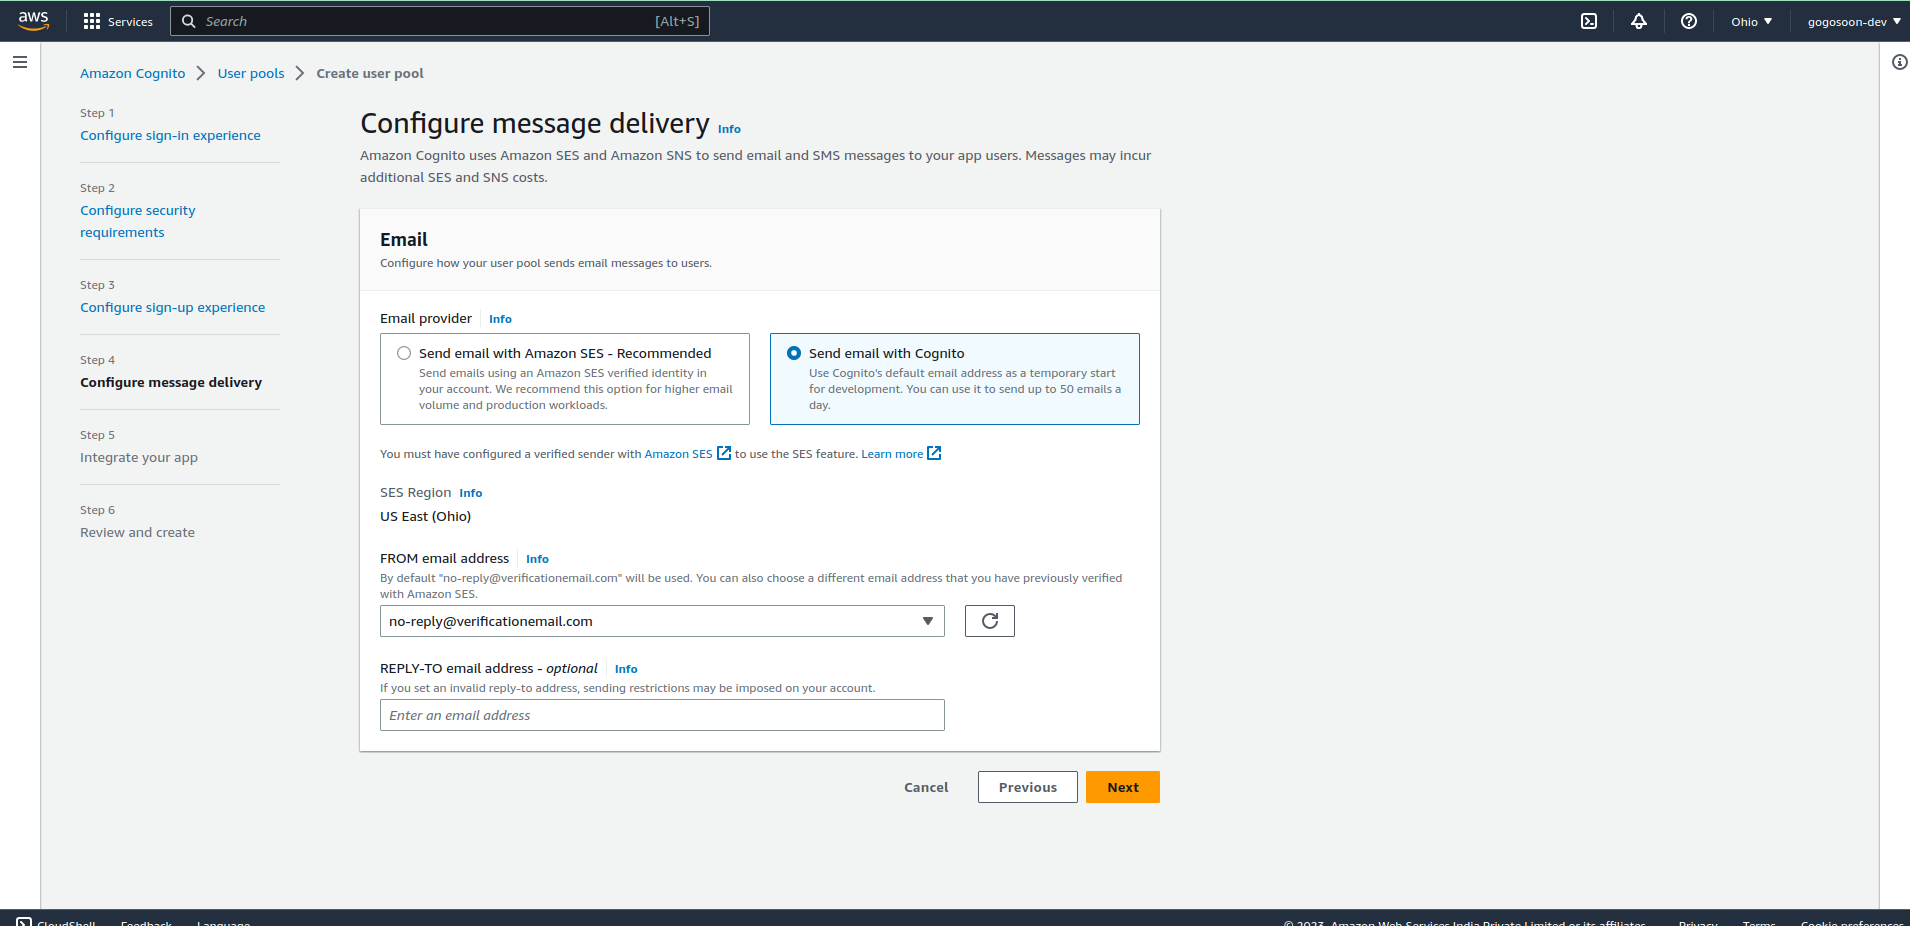 aws
Services
Search
[Alt+S]
Ohio
gogosoon-dev
Amazon Cognito
User pools
Create user pool
Step 1
Configure sign-in experience
Step 2
Configure security
requirements
Step 3
Configure sign-up experience
Step 4
Configure message delivery
Step 5
Integrate your app
Step 6
Review and create
Configure message delivery Info
Amazon Cognito uses Amazon SES and Amazon SNS to send email and SMS messages to your app users. Messages may incur
additional SES and SNS costs.
Email
Configure how your user pool sends email messages to users.
Email provider Info
Send email with Amazon SES - Recommended
Send emails using an Amazon SES verified identity in
your account. We recommend this option for higher email
volume and production workloads.
Send email with Cognito
Use Cognito's default email address as a temporary start
for development. You can use it to send up to 50 emails a
day.
You must have configured a verified sender with Amazon SES to use the SES feature. Learn more
SES Region Info
US East (Ohio)
FROM email address Info
By default "no-reply@verificationemail.com" will be used. You can also choose a different email address that you have previously verified
with Amazon SES.
no-reply@verificationemail.com
REPLY-TO email address - optional Info
If you set an invalid reply-to address, sending restrictions may be imposed on your account.
Enter an email address
Cancel
Previous
Next
CloudShell
Feedback
Language
© 2023, Amazon Web Services India Private Limited or its affiliates.
Privacy
Terms
Cookie preferences